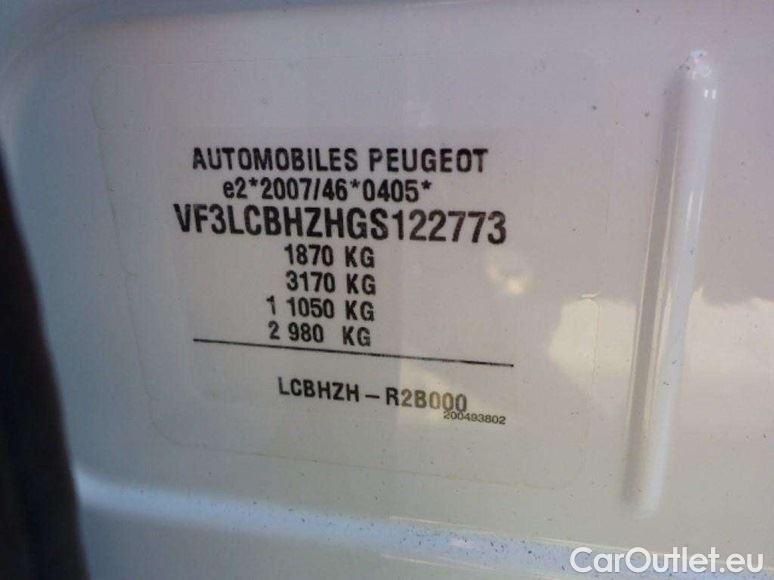 AUTOMOBILES PEUGEOT
e2*2007/46*0405*
VF3LCBHZHGS122773
1870 KG
3170 KG
1 1050 KG
2 980 KG
LCBHZH - R2B000
200493802
CarOutlet.eu